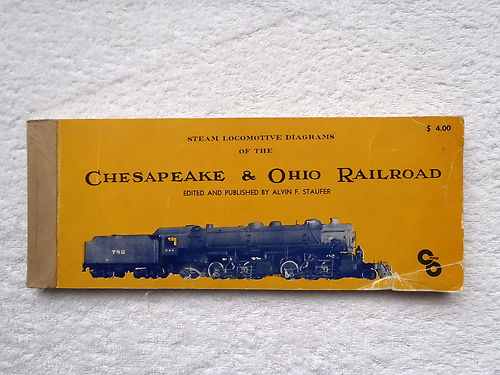 $ 4.00
STEAM LOCOMOTIVE DIAGRAMS
OF THE
CHESAPEAKE & OHIO RAILROAD
EDITED AND PUBLISHED BY ALVIN F. STAUFER
782